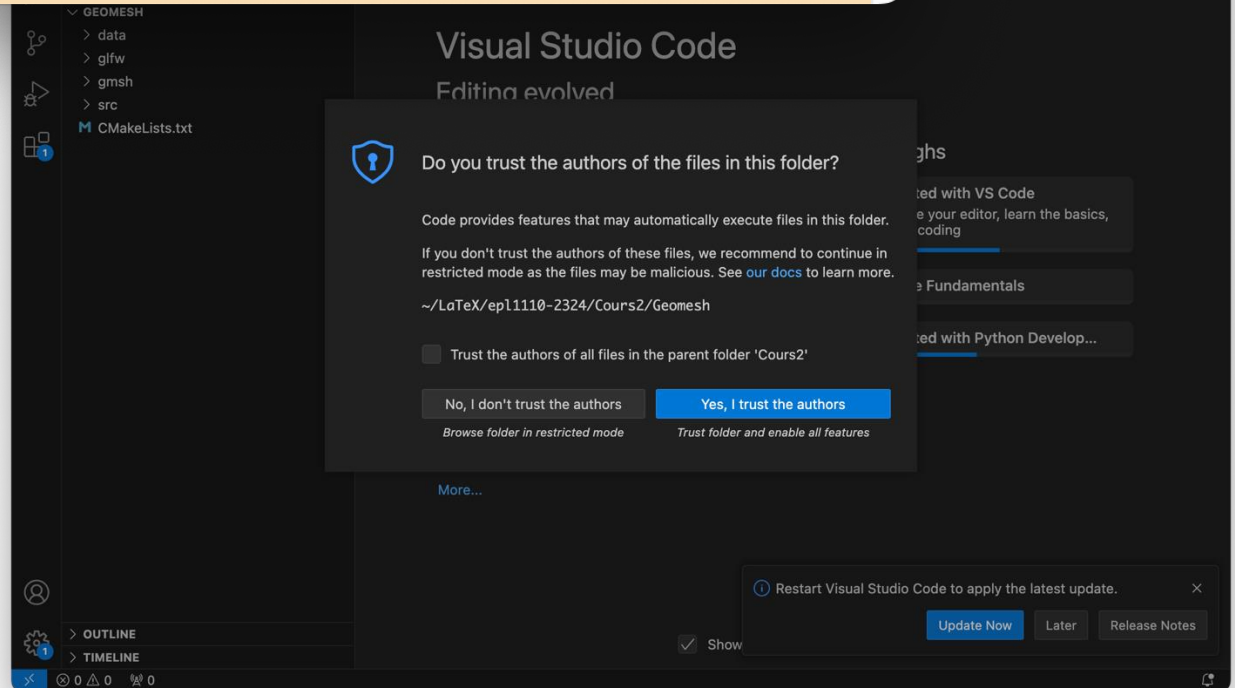 GEOMESH
data
glfw
gmsh
src
M CMakeLists.txt
1
Visual Studio Code
Editing evolved
ghs
ted with VS Code
e your editor, learn the basics,
coding
e Fundamentals
ted with Python Develop...
Do you trust the authors of the files in this folder?
Code provides features that may automatically execute files in this folder.
If you don't trust the authors of these files, we recommend to continue in
restricted mode as the files may be malicious. See our docs to learn more.
~/LaTeX/epl1110-2324/Cours2/Geomesh
Trust the authors of all files in the parent folder 'Cours2'
No, I don't trust the authors
Yes, I trust the authors
Browse folder in restricted mode
Trust folder and enable all features
More...
Restart Visual Studio Code to apply the latest update.
Update Now
Later
Release Notes
Show
OUTLINE
TIMELINE
1
0 0 0